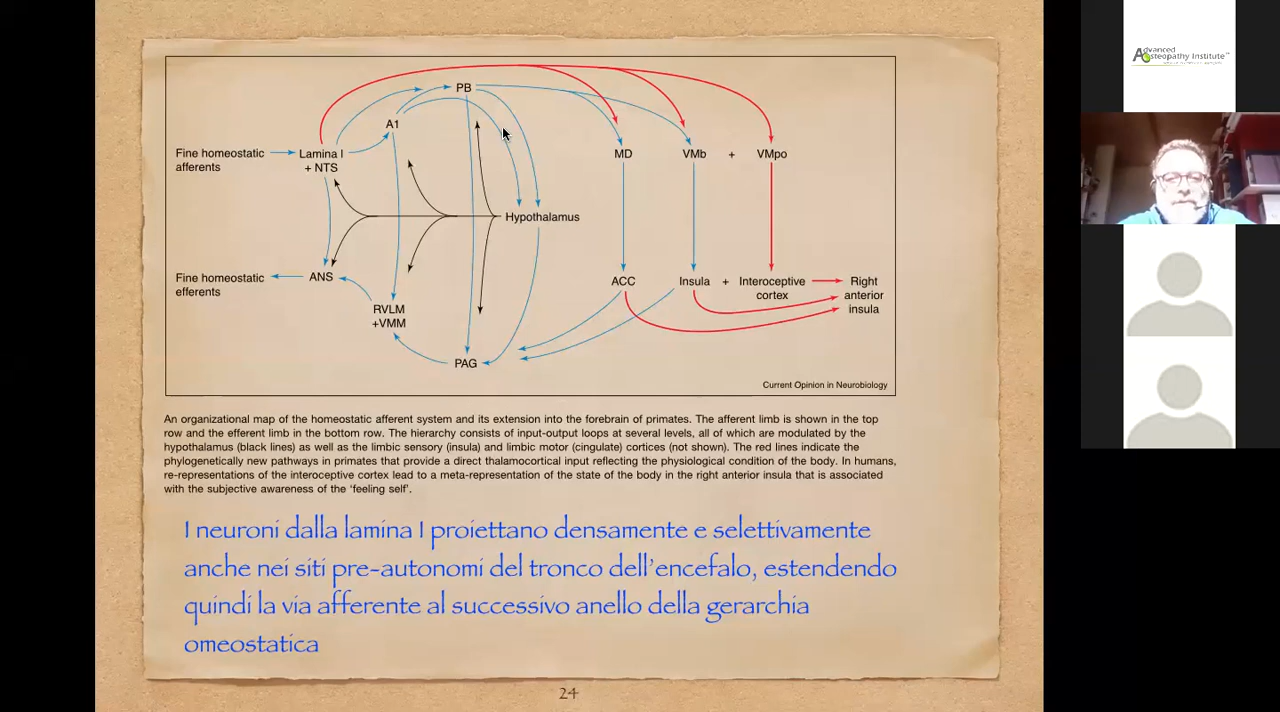 PB
A1
Fine homeostatic
afferents
Lamina I
+ NTS
MD
VMb + VMpo
Hypothalamus
Fine homeostatic
efferents
ANS
RVLM
+VMM
PAG
ACC
Insula + Interoceptive
cortex
Right
anterior
insula
Current Opinion in Neurobiology
An organizational map of the homeostatic afferent system and its extension into the forebrain of primates. The afferent limb is shown in the top
row and the efferent limb in the bottom row. The hierarchy consists of input-output loops at several levels, all of which are modulated by the
hypothalamus (black lines) as well as the limbic sensory (insula) and limbic motor (cingulate) cortices (not shown). The red lines indicate the
phylogenetically new pathways in primates that provide a direct thalamocortical input reflecting the physiological condition of the body. In humans,
re-representations of the interoceptive cortex lead to a meta-representation of the state of the body in the right anterior insula that is associated
with the subjective awareness of the 'feeling self'.
I neuroni dalla lamina I proiettano densamente e selettivamente
anche nei siti pre-autonomi del tronco dell'encefalo, estendendo
quindi la via afferente al successivo anello della gerarchia
omeostatica
24
Advanced
Osteopathy Institute